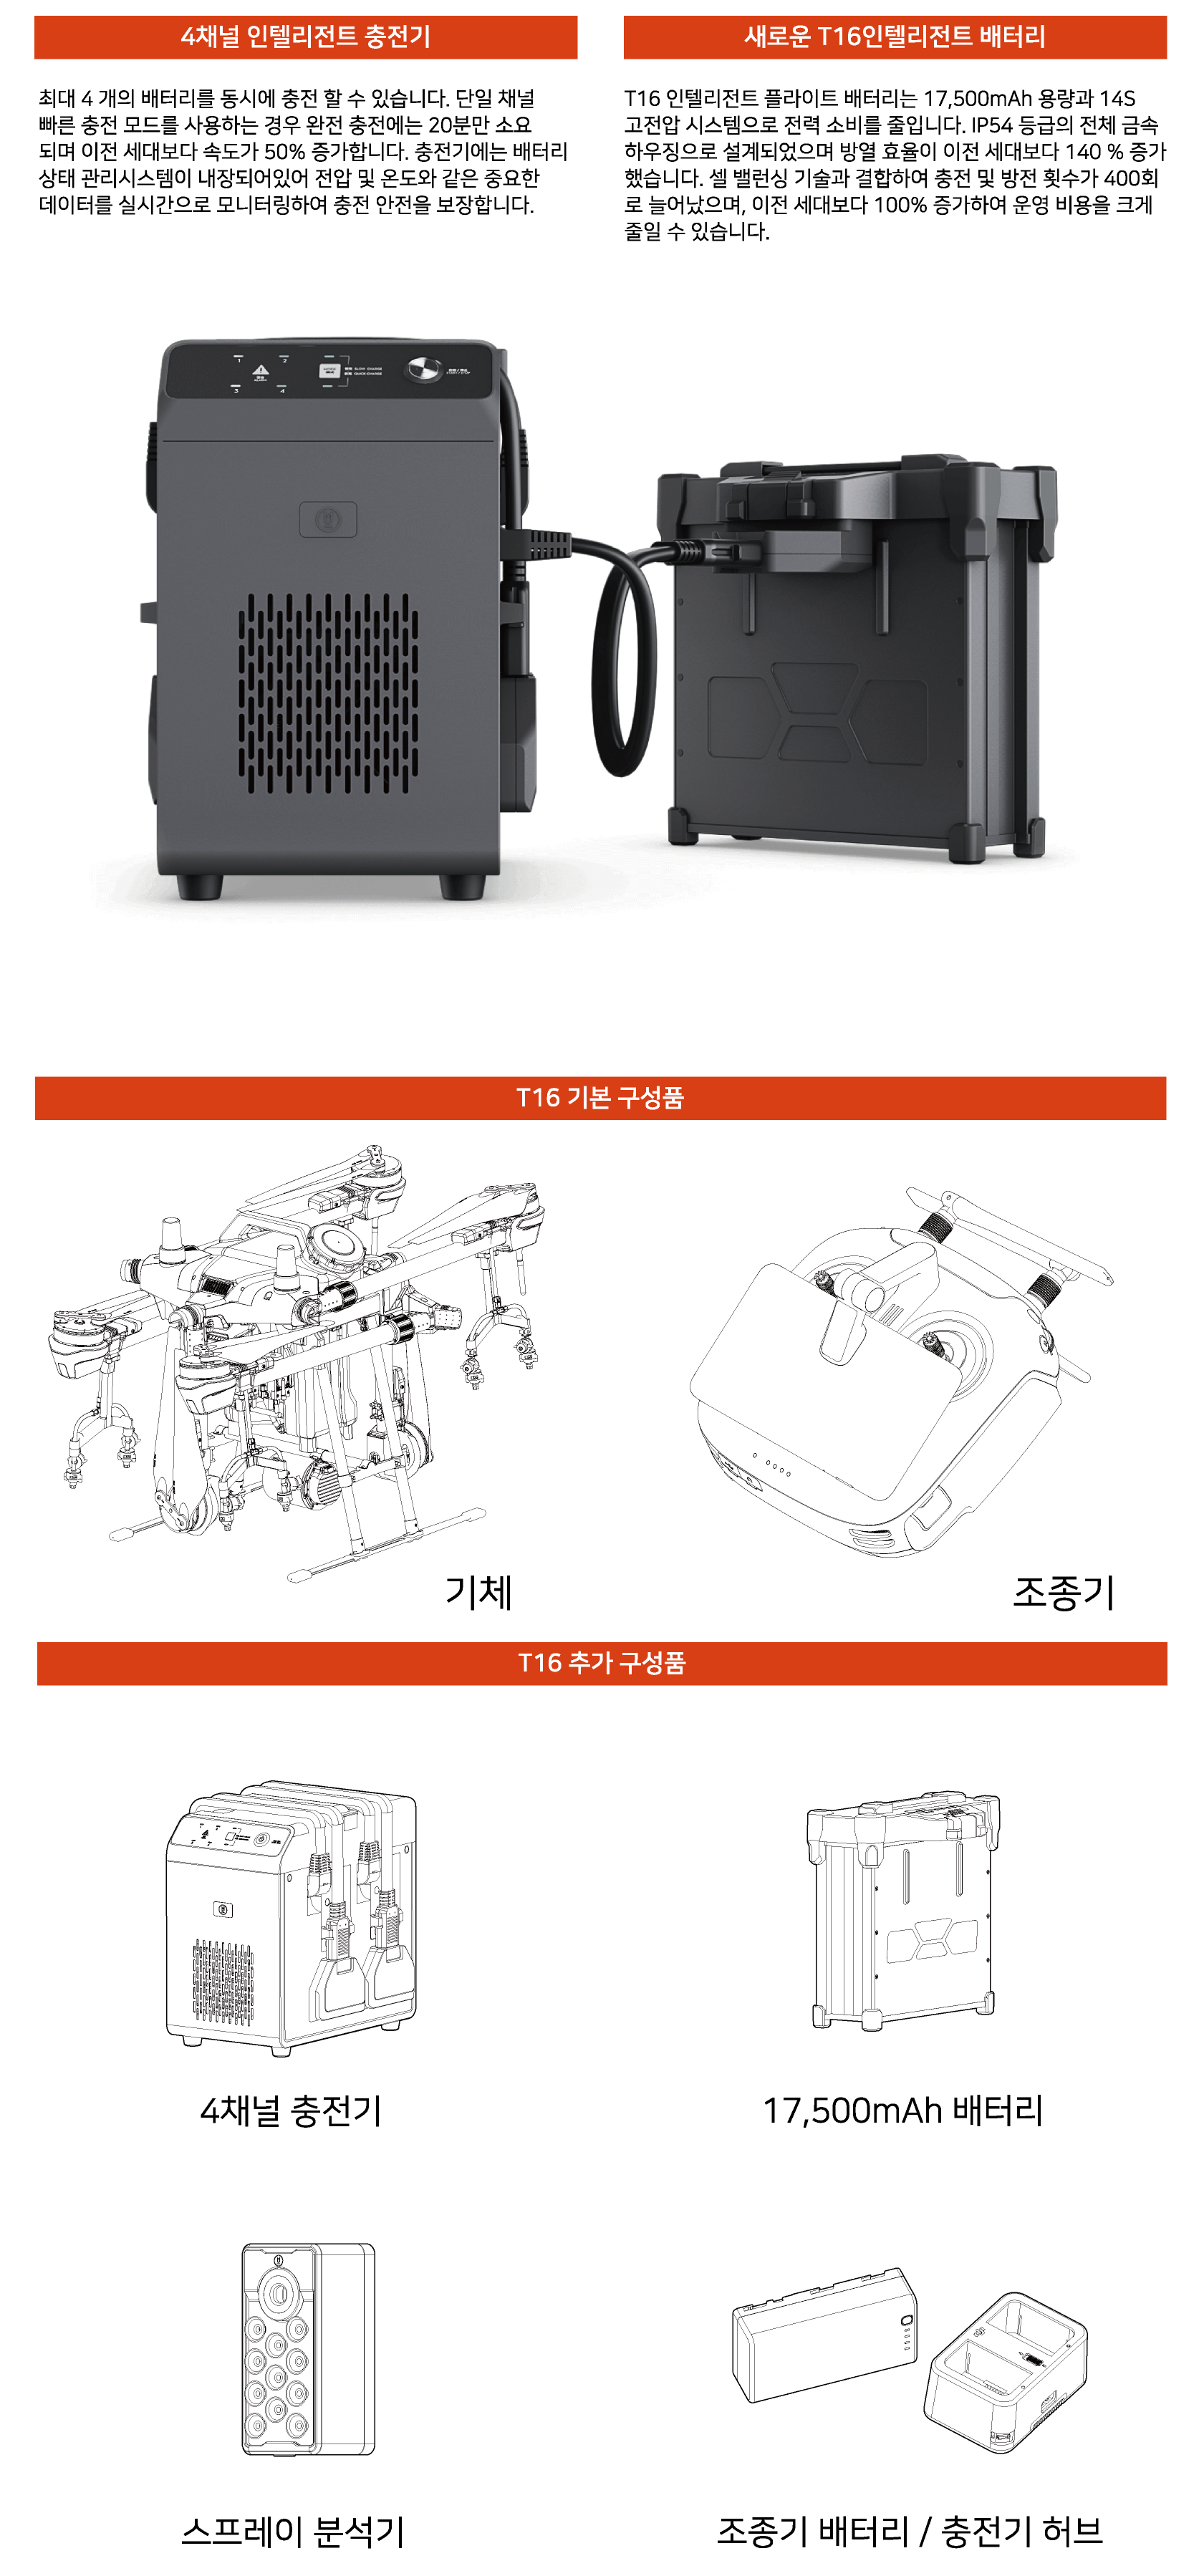 4채널 인텔리전트 충전기
최대 4 개의 배터리를 동시에 충전 할 수 있습니다. 단일 채널
빠른 충전 모드를 사용하는 경우 완전 충전에는 20분만 소요
되며 이전 세대보다 속도가 50% 증가합니다. 충전기에는 배터리
상태 관리시스템이 내장되어있어 전압 및 온도와 같은 중요한
데이터를 실시간으로 모니터링하여 충전 안전을 보장합니다.
새로운 T16인텔리전트 배터리
T16 인텔리전트 플라이트 배터리는 17,500mAh 용량과 14S
고전압 시스템으로 전력 소비를 줄입니다. IP54 등급의 전체 금속
하우징으로 설계되었으며 방열 효율이 이전 세대보다 140 % 증가
했습니다. 셀 밸런싱 기술과 결합하여 충전 및 방전 횟수가 400회
로 늘어났으며, 이전 세대보다 100% 증가하여 운영 비용을 크게
줄일 수 있습니다.
1 2
3 4
SLOW CHARGE
QUICK CHARGE
T16 기본 구성품
기체
조종기
T16 추가 구성품
4채널 충전기
17,500mAh 배터리
스프레이 분석기
조종기 배터리 / 충전기 허브